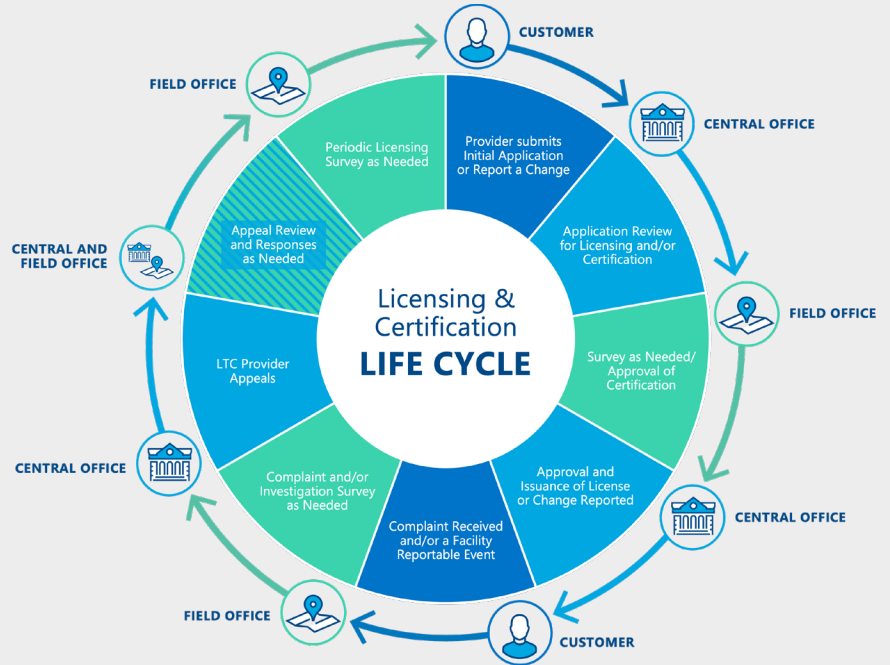 CUSTOMER
CENTRAL OFFICE
FIELD OFFICE
CENTRAL OFFICE
CUSTOMER
FIELD OFFICE
CENTRAL OFFICE
CENTRAL AND
FIELD OFFICE
FIELD OFFICE
Provider submits
Initial Application
or Report a Change
Application Review
for Licensing and/or
Certification
Survey as Needed/
Approval of
Certification
Approval and
Issuance of License
or Change Reported
Complaint Received
and/or a Facility
Reportable Event
Complaint and/or
Investigation Survey
as Needed
LTC Provider
Appeals
Appeal Review
and Responses
as Needed
Periodic Licensing
Survey as Needed
Licensing &
Certification
LIFE CYCLE